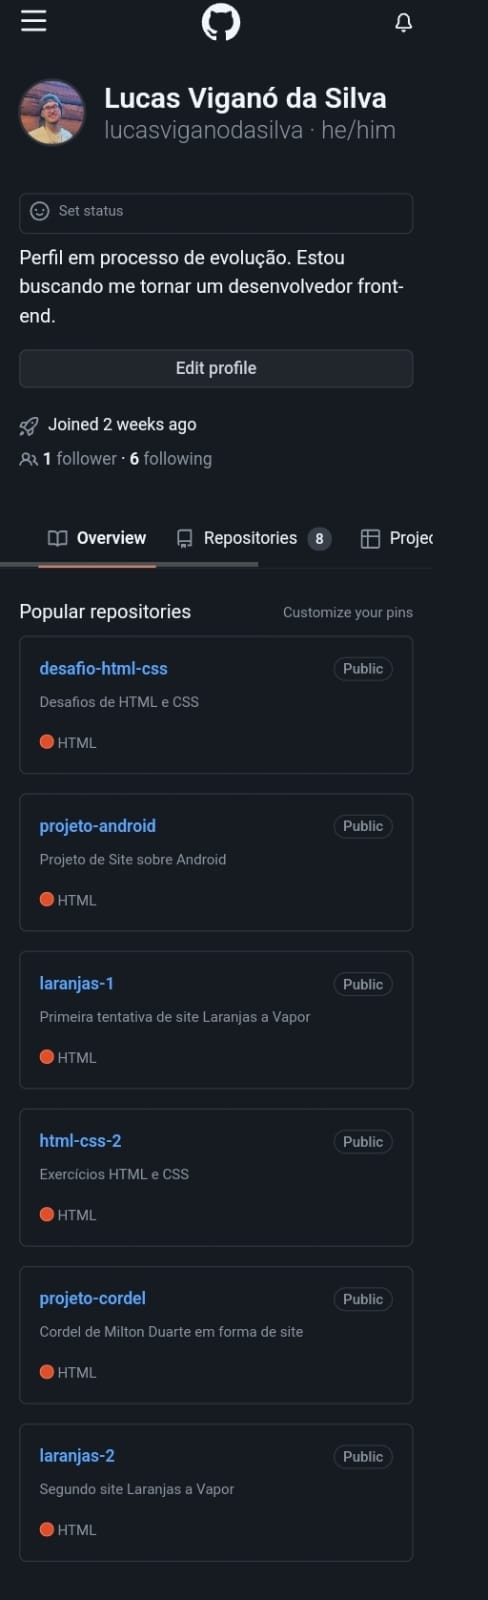 Lucas Viganó da Silva
lucasviganodasilva · he/him
Set status
Perfil em processo de evolução. Estou
buscando me tornar um desenvolvedor front-
end.
Edit profile
Joined 2 weeks ago
1 follower · 6 following
Overview Repositories 8 Projec
Popular repositories Customize your pins
desafio-html-css Public
Desafios de HTML e CSS
HTML
projeto-android Public
Projeto de Site sobre Android
HTML
laranjas-1 Public
Primeira tentativa de site Laranjas a Vapor
HTML
html-css-2 Public
Exercícios HTML e CSS
HTML
projeto-cordel Public
Cordel de Milton Duarte em forma de site
HTML
laranjas-2 Public
Segundo site Laranjas a Vapor
HTML